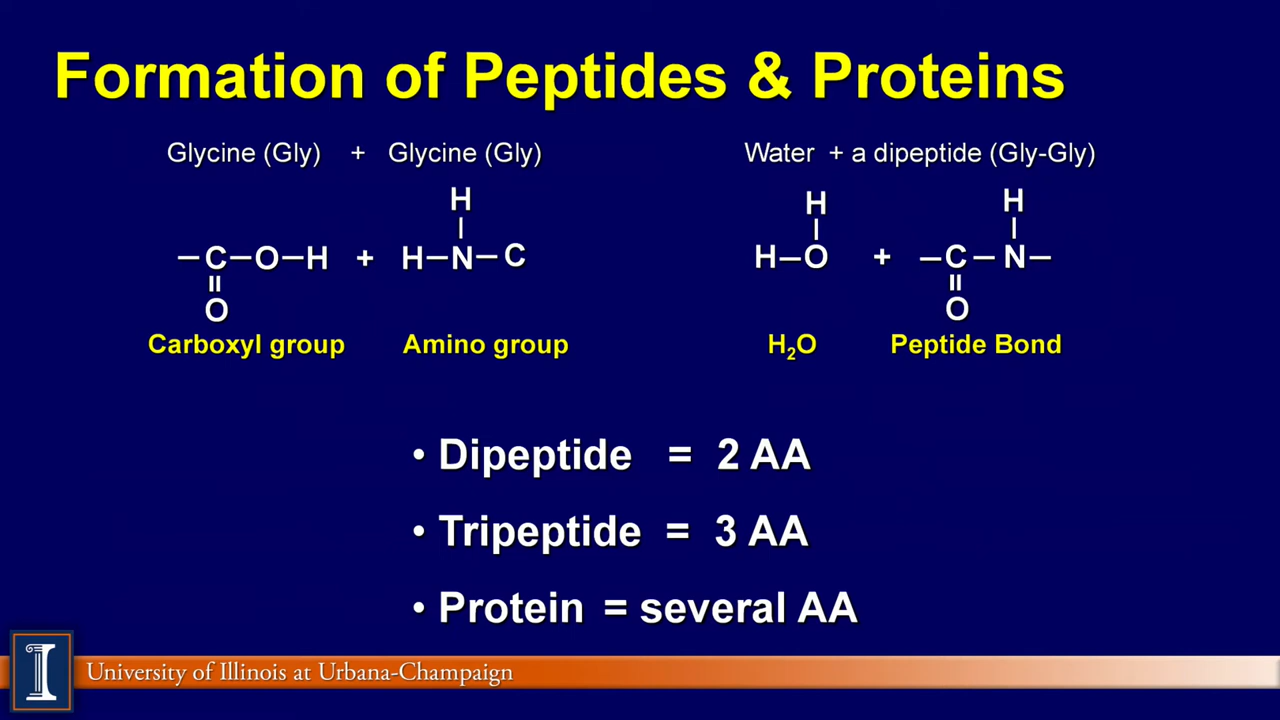 Formation of Peptides & Proteins
Glycine (Gly) + Glycine (Gly)
Water + a dipeptide (Gly-Gly)
H
H
H
– C – O – H + H – N – C
H – O + – C – N –
O
O
Carboxyl group
Amino group
H₂O
Peptide Bond
• Dipeptide = 2 AA
• Tripeptide = 3 AA
• Protein = several AA
I University of Illinois at Urbana-Champaign